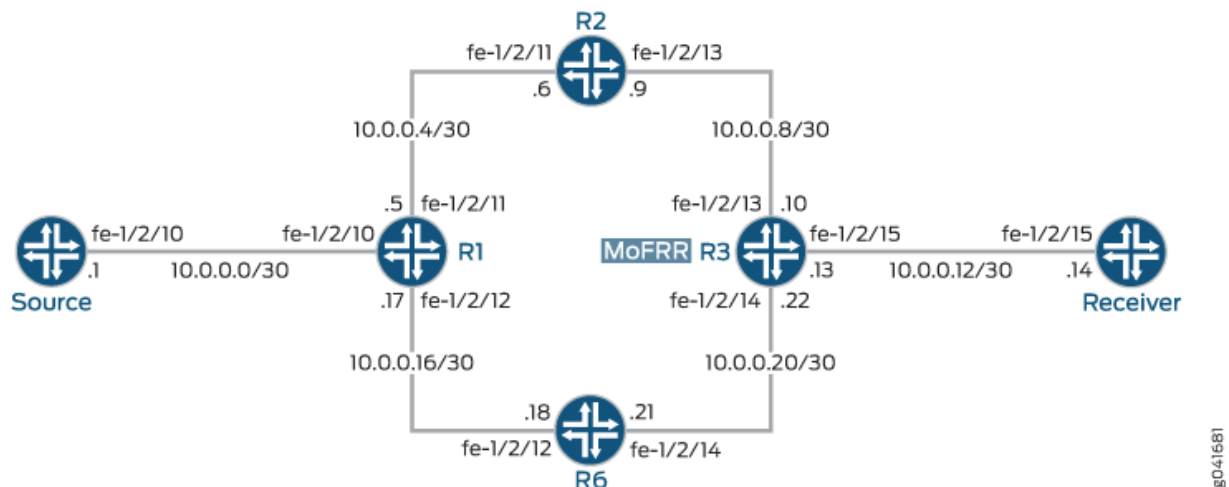 R2
fe-1/2/11 fe-1/2/13
.6 .9
10.0.0.4/30 10.0.0.8/30
.5 fe-1/2/11 fe-1/2/13 .10
fe-1/2/10 fe-1/2/10 R1 MoFRR R3 fe-1/2/15 fe-1/2/15
.1 10.0.0.0/30 .13 10.0.0.12/30 .14
Source .17 fe-1/2/12 fe-1/2/14 .22 Receiver
10.0.0.16/30 10.0.0.20/30
.18 .21
fe-1/2/12 fe-1/2/14
R6
g041681